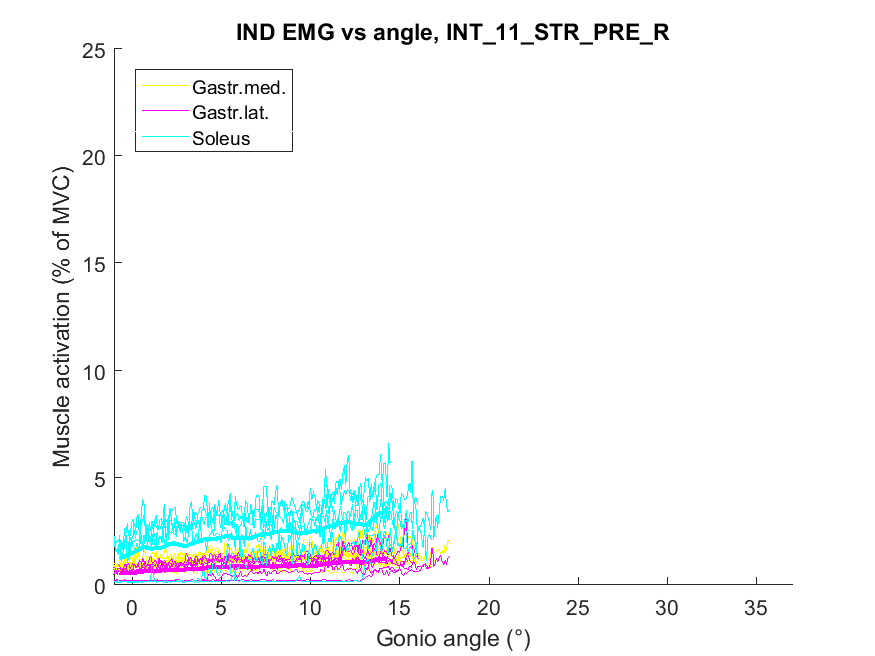 IND EMG vs angle, INT_11_STR_PRE_R
25
20
15
10
5
0
Muscle activation (% of MVC)
Gastr.med.
Gastr.lat.
Soleus
0 5 10 15 20 25 30 35
Gonio angle (°)